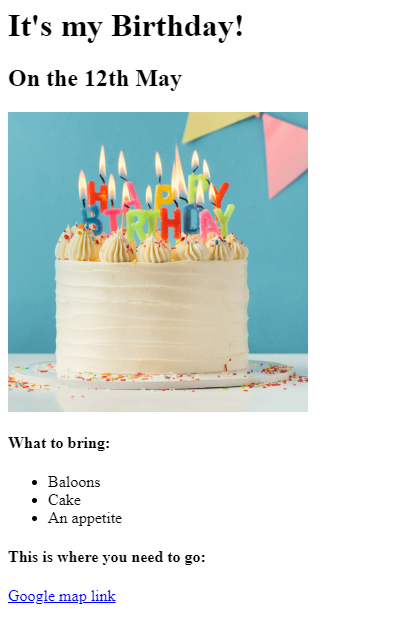 It's my Birthday!
On the 12th May
HAPPY
BIRTHDAY
What to bring:
Baloons
Cake
An appetite
This is where you need to go:
Google map link